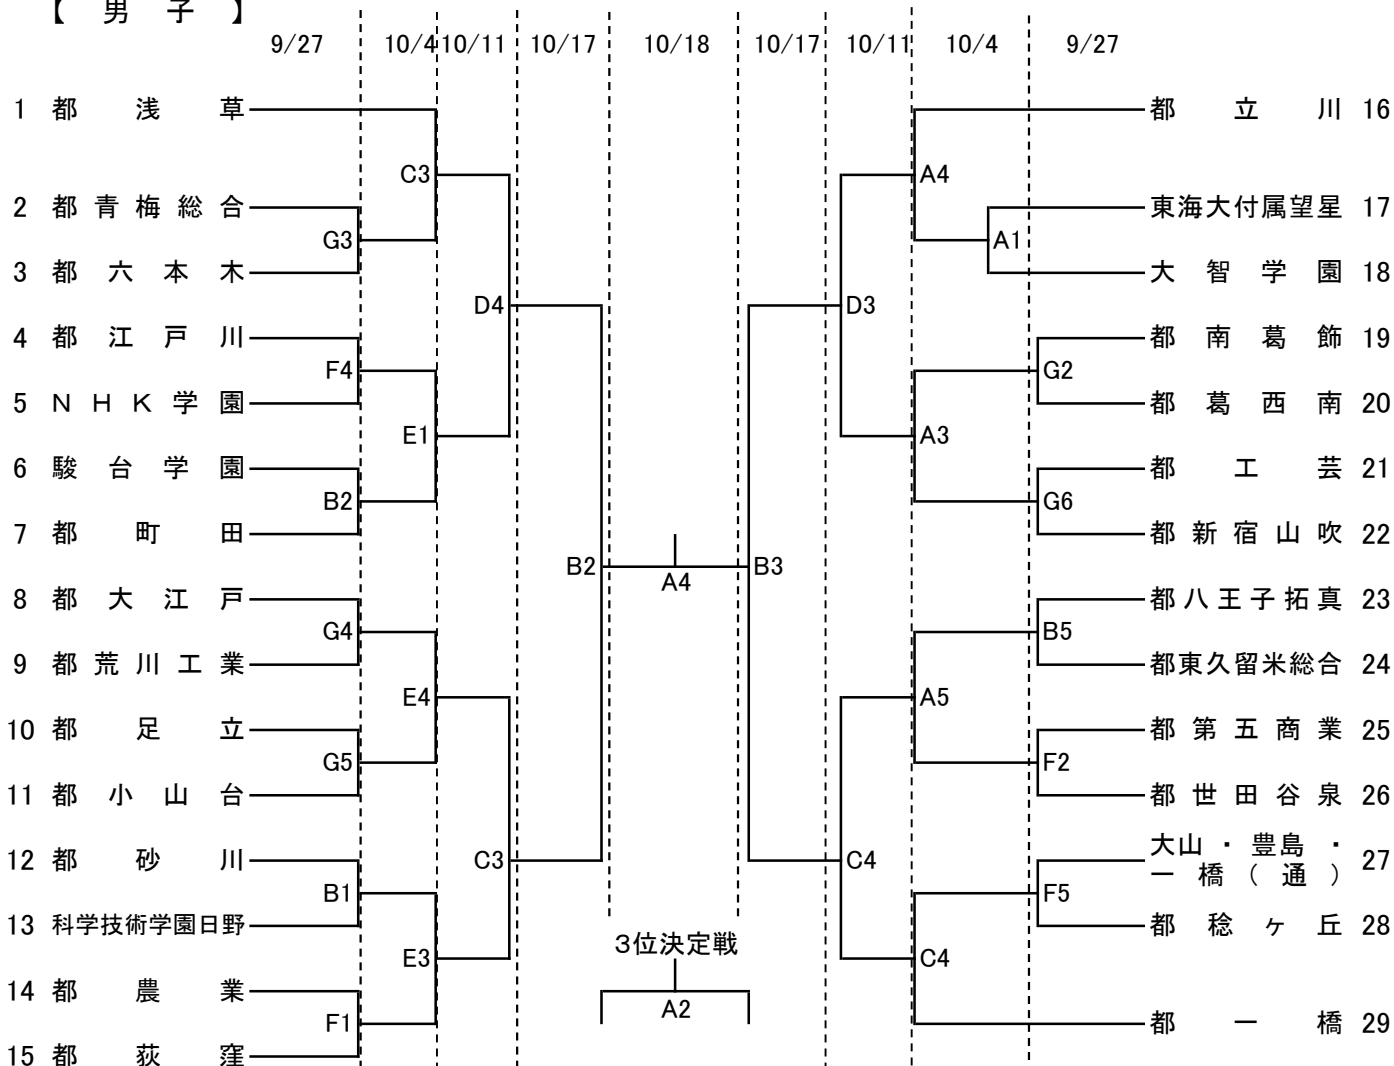 【 男 子 】
9/27 10/4 10/11 10/17 10/18 10/17 10/11 10/4 9/27
1 都 浅 草
2 都 青 梅 総 合
3 都 六 本 木
4 都 江 戸 川
5 N H K 学 園
6 駿 台 学 園
7 都 町 田
8 都 大 江 戸
9 都 荒 川 工 業
10 都 足 立
11 都 小 山 台
12 都 砂 川
13 科学技術学園日野
14 都 農 業
15 都 荻 窪
G3
F4
B2
G4
G5
B1
F1
C3
E1
E4
E3
D4
C3
B2
A4
3位決定戦
A2
B3
D3
C4
A4
A3
A5
C4
A1
G2
G6
B5
F2
F5
都 立 川 16
東海大付属望星 17
大 智 学 園 18
都 南 葛 飾 19
都 葛 西 南 20
都 工 芸 21
都 新 宿 山 吹 22
都 八 王 子 拓 真 23
都東久留米総合 24
都 第 五 商 業 25
都 世 田 谷 泉 26
大山 ・ 豊島 ・
一 橋 ( 通 ) 27
都 稔 ヶ 丘 28
都 一 橋 29